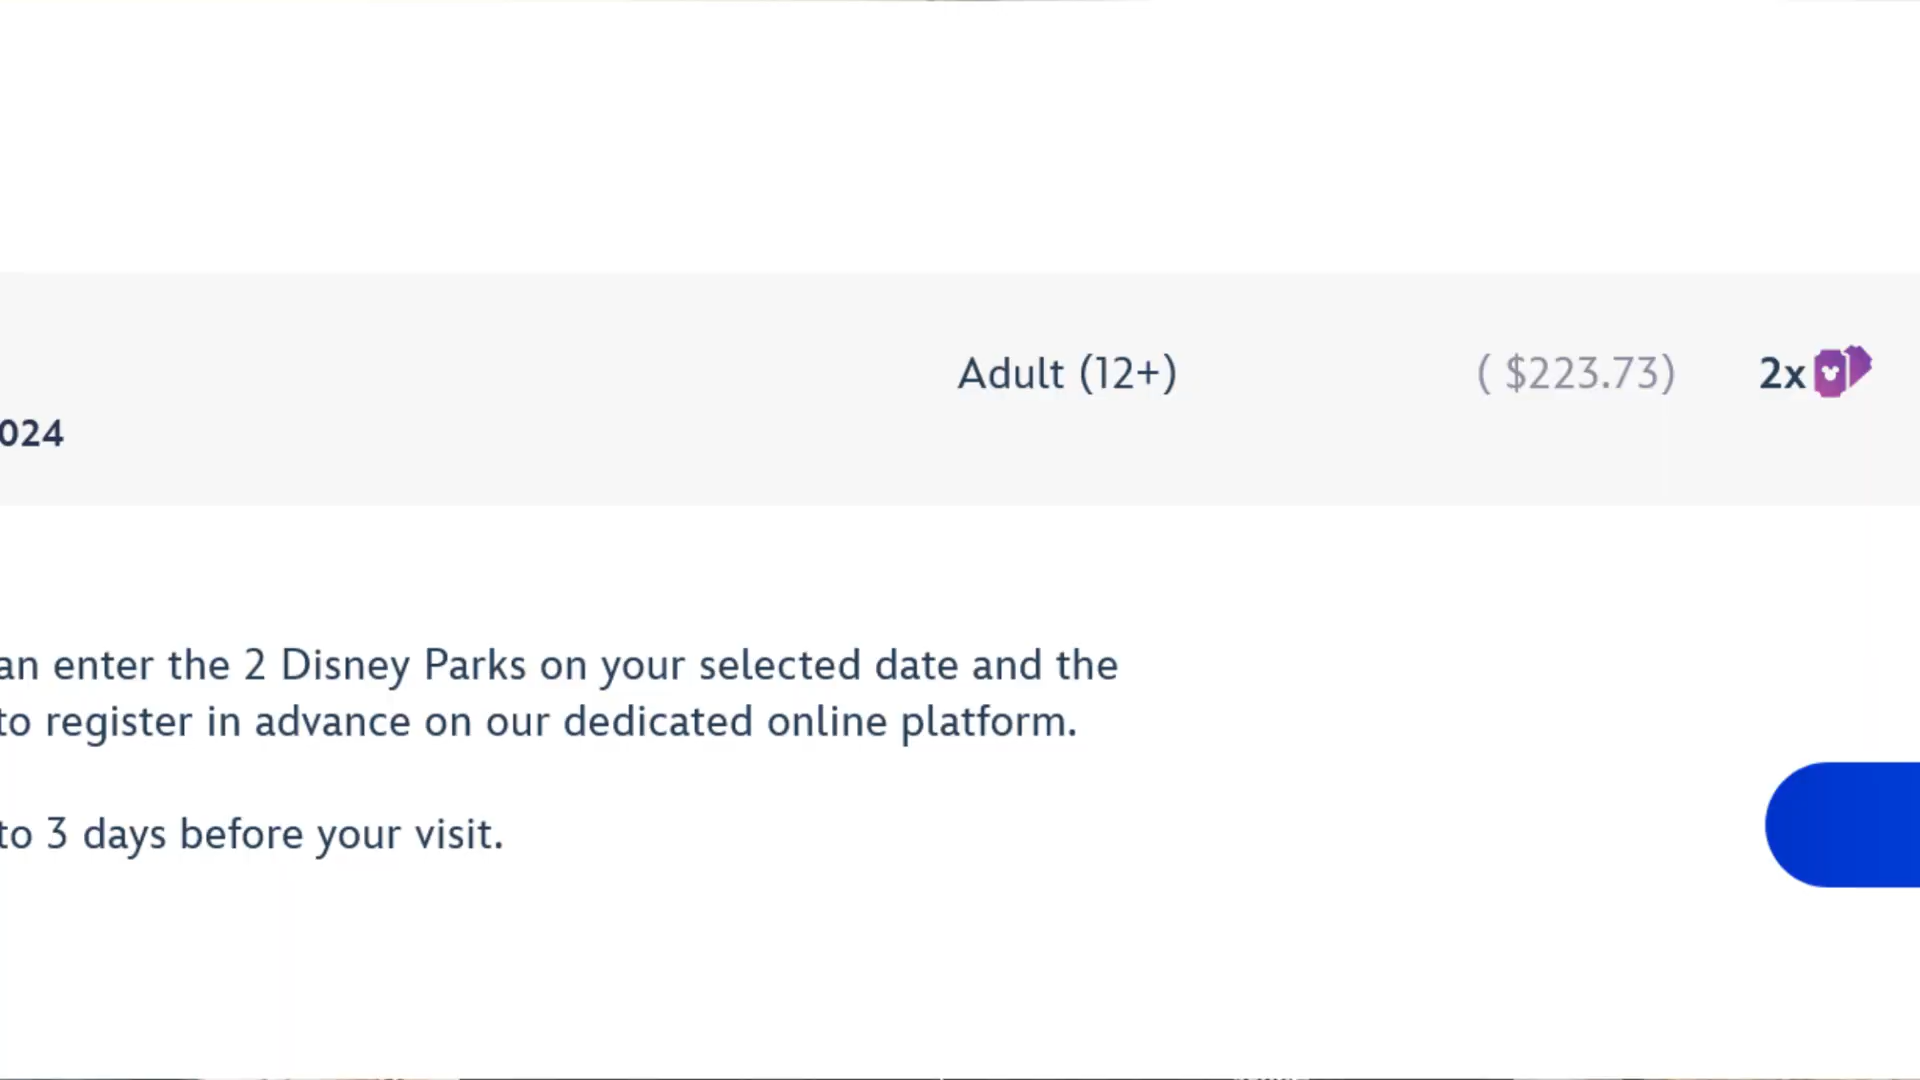 Adult (12+) ( $223.73) 2x
024
an enter the 2 Disney Parks on your selected date and the
to register in advance on our dedicated online platform.
to 3 days before your visit.